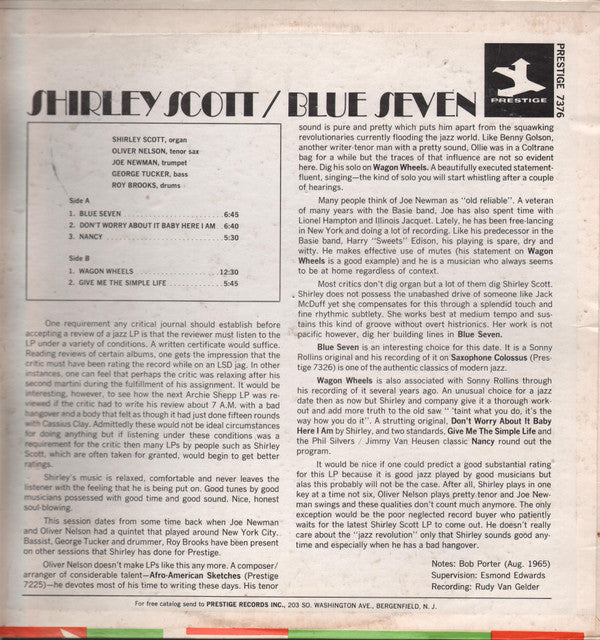 PRESTIGE
PRESTIGE 7376
SHIRLEY SCOTT / BLUE SEVEN
SHIRLEY SCOTT, organ
OLIVER NELSON, tenor sax
JOE NEWMAN, trumpet
GEORGE TUCKER, bass
ROY BROOKS, drums
Side A
1. BLUE SEVEN ........................ 6:45
2. DON'T WORRY ABOUT IT BABY HERE I AM . 6:40
3. NANCY ............................ 5:30
Side B
1. WAGON WHEELS .................... 12:30
2. GIVE ME THE SIMPLE LIFE .............. 5:45
One requirement any critical journal should establish before
accepting a review of a jazz LP is that the reviewer must listen to the
LP under a variety of conditions. A written certificate would suffice.
Reading reviews of certain albums, one gets the impression that the
critic must have been rating the record while on an LSD jag. In other
instances, one can feel that perhaps the critic was relaxing after his
second martini during the fulfillment of his assignment. It would be
interesting, however, to see how the next Archie Shepp LP was re-
viewed if the critic had to write his review about 7 A.M. with a bad
hangover and a body that felt as though it had just done fifteen rounds
with Cassius Clay. Admittedly these would not be ideal circumstances
for doing anything but if listening under these conditions was a
requirement for the critic then many LPs by people such as Shirley
Scott, which are often taken for granted, would begin to get better
ratings.
Shirley's music is relaxed, comfortable and never leaves the
listener with the feeling that he is being put on. Good tunes by good
musicians possessed with good time and good sound. Nice, honest
soul-blowing.
This session dates from some time back when Joe Newman
and Oliver Nelson had a quintet that played around New York City.
Bassist, George Tucker and drummer, Roy Brooks have been present
on other sessions that Shirley has done for Prestige.
Oliver Nelson doesn't make LPs like this any more. A composer/
arranger of considerable talent—Afro-American Sketches (Prestige
7225)—he devotes most of his time to writing these days. His tenor
sound is pure and pretty which puts him apart from the squawking
revolutionaries currently flooding the jazz world. Like Benny Golson,
another writer-tenor man with a pretty sound, Ollie was in a Coltrane
bag for a while but the traces of that influence are not so evident
here. Dig his solo on Wagon Wheels. A beautifully executed statement-
fluent, singing—the kind of solo you will start whistling after a couple
of hearings.
Many people think of Joe Newman as "old reliable". A veteran
of many years with the Basie band, Joe has also spent time with
Lionel Hampton and Illinois Jacquet. Lately, he has been free-lancing
in New York and doing a lot of recording. Like his predecessor in the
Basie band, Harry "Sweets" Edison, his playing is spare, dry and
witty. He makes effective use of mutes (his statement on Wagon
Wheels is a good example) and he is a musician who always seems
to be at home regardless of context.
Most critics don't dig organ but a lot of them dig Shirley Scott.
Shirley does not possess the unabashed drive of someone like Jack
McDuff yet she compensates for this through a splendid touch and
fine rhythmic subtlety. She works best at medium tempo and sus-
tains this kind of groove without overt histrionics. Her work is not
pacific however, dig her building lines in Blue Seven.
Blue Seven is an interesting choice for this date. It is a Sonny
Rollins original and his recording of it on Saxophone Colossus (Pres-
tige 7326) is one of the authentic classics of modern jazz.
Wagon Wheels is also associated with Sonny Rollins through
his recording of it several years ago. An unusual choice for a jazz
date then as now but Shirley and company give it a thorough work-
out and add more truth to the old saw " 'taint what you do, it's the
way how you do it". A strutting original, Don't Worry About It Baby
Here I Am by Shirley, and two standards, Give Me The Simple Life and
the Phil Silvers / Jimmy Van Heusen classic Nancy round out the
program.
It would be nice if one could predict a good substantial rating
for this LP because it is good jazz played by good musicians but
alas this probably will not be the case. After all, Shirley plays in one
key at a time not six, Oliver Nelson plays pretty tenor and Joe New-
man swings and these qualities don't count much anymore. The only
exception would be the poor neglected record buyer who patiently
waits for the latest Shirley Scott LP to come out. He doesn't really
care about the "jazz revolution" only that Shirley sounds good any-
time and especially when he has a bad hangover.
Notes: Bob Porter (Aug. 1965)
Supervision: Esmond Edwards
Recording: Rudy Van Gelder
For free catalog send to PRESTIGE RECORDS INC., 203 SO. WASHINGTON AVE., BERGENFIELD, N. J.